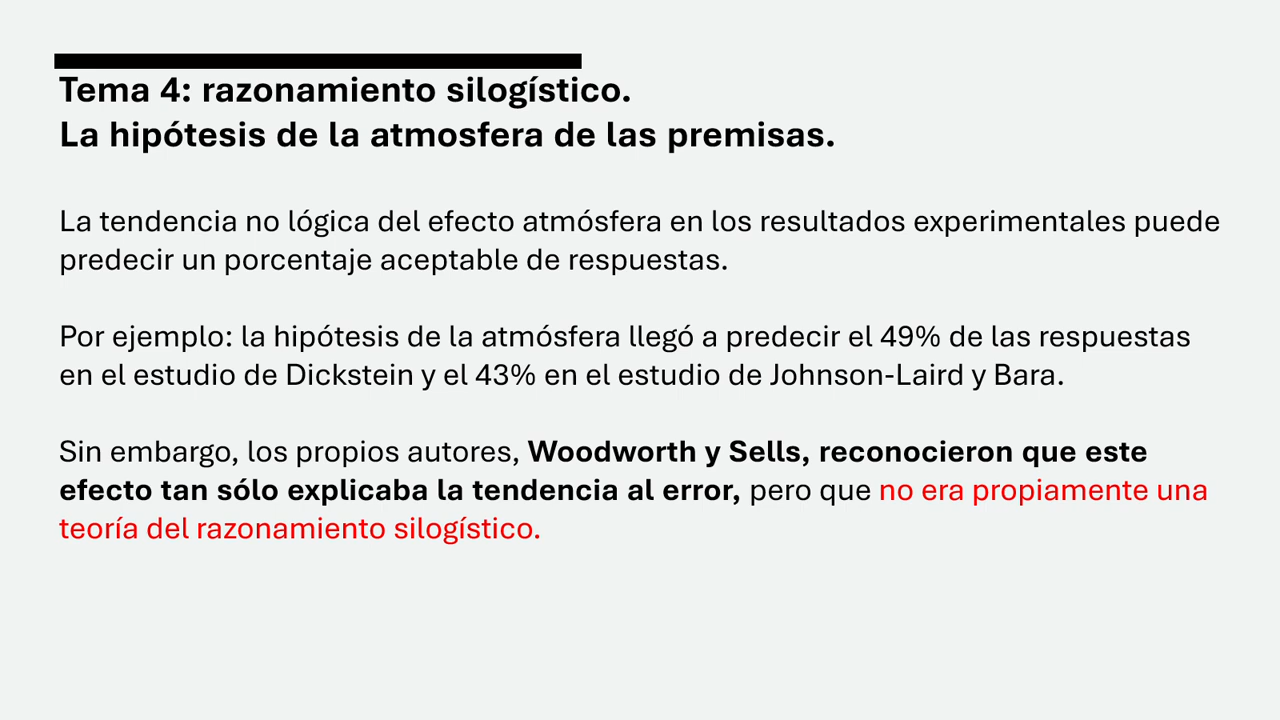 Tema 4: razonamiento silogístico.
La hipótesis de la atmosfera de las premisas.
La tendencia no lógica del efecto atmósfera en los resultados experimentales puede
predecir un porcentaje aceptable de respuestas.
Por ejemplo: la hipótesis de la atmósfera llegó a predecir el 49% de las respuestas
en el estudio de Dickstein y el 43% en el estudio de Johnson-Laird y Bara.
Sin embargo, los propios autores, Woodworth y Sells, reconocieron que este
efecto tan sólo explicaba la tendencia al error, pero que no era propiamente una
teoría del razonamiento silogístico.